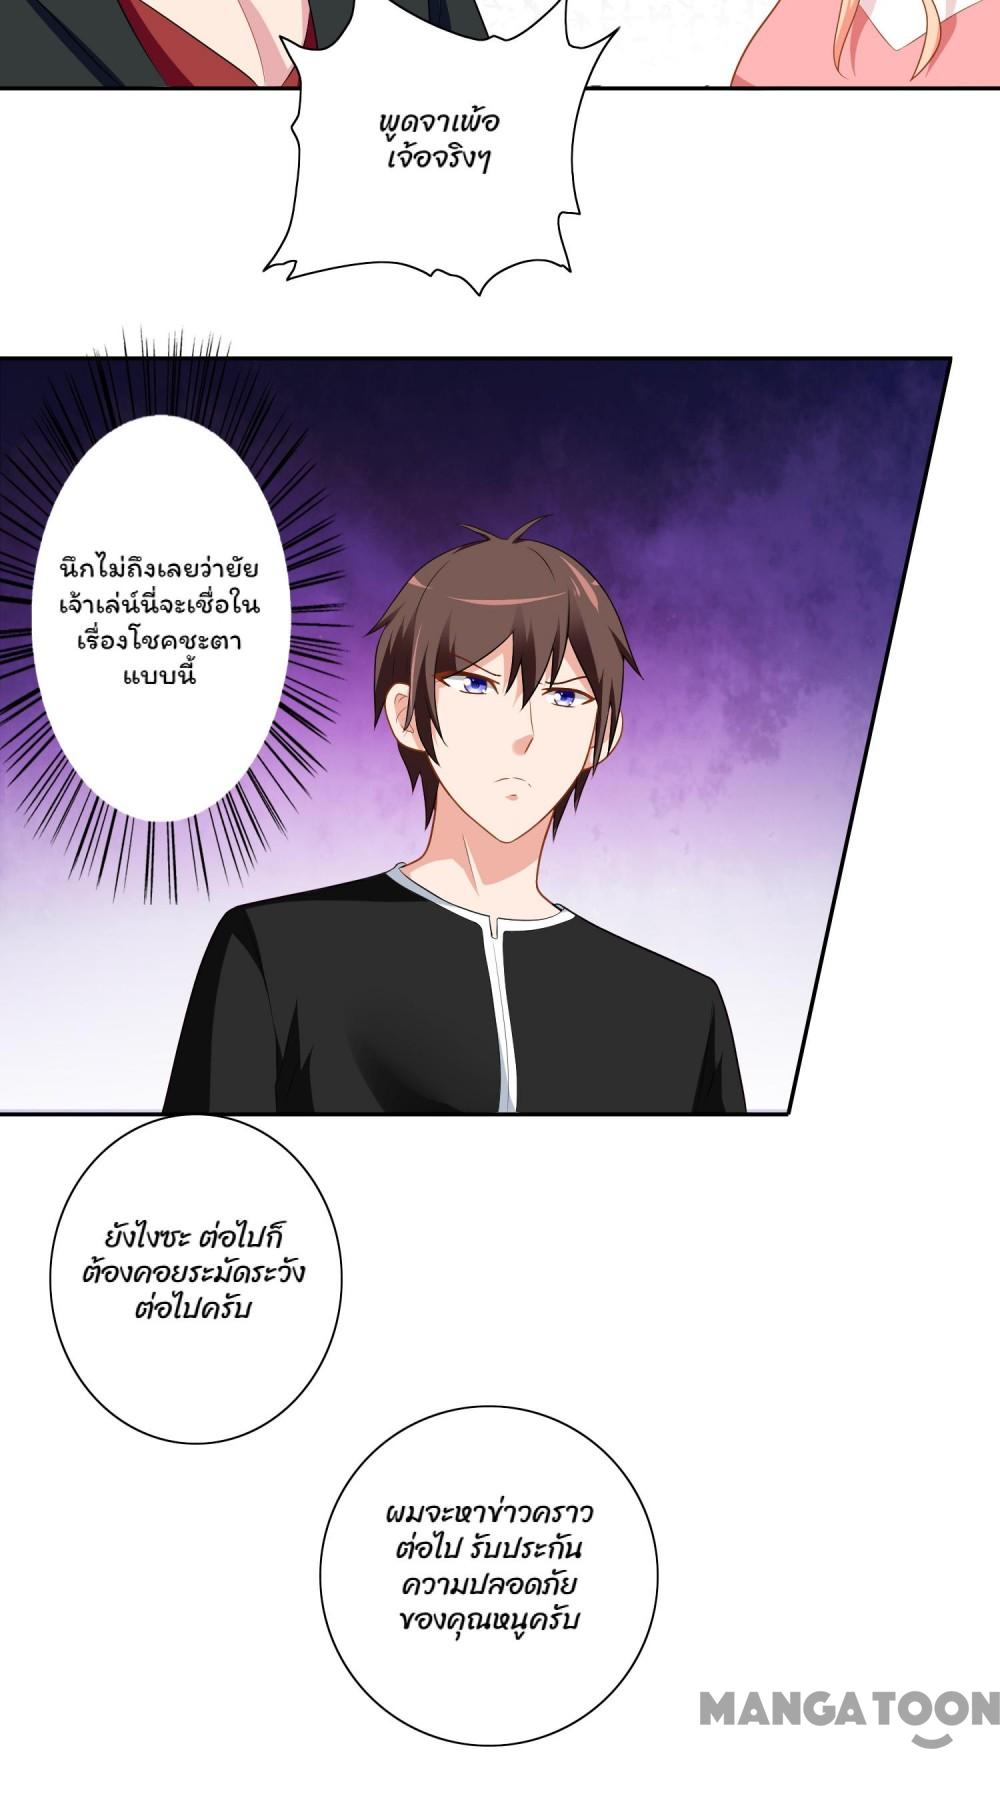 พูดจาเพ้อ
เจ้อจริงๆ
นึกไม่ถึงเลยว่ายัย
เจ้าเล่น์นี่จะเชื่อใน
เรื่องโชคชะตา
แบบนี้
ยังไงซะ ต่อไปก็
ต้องคอยระมัดระวัง
ต่อไปครับ
ผมจะหาข่าวคราว
ต่อไป รับประกัน
ความปลอดภัย
ของคุณหนูครับ
MANGATOON